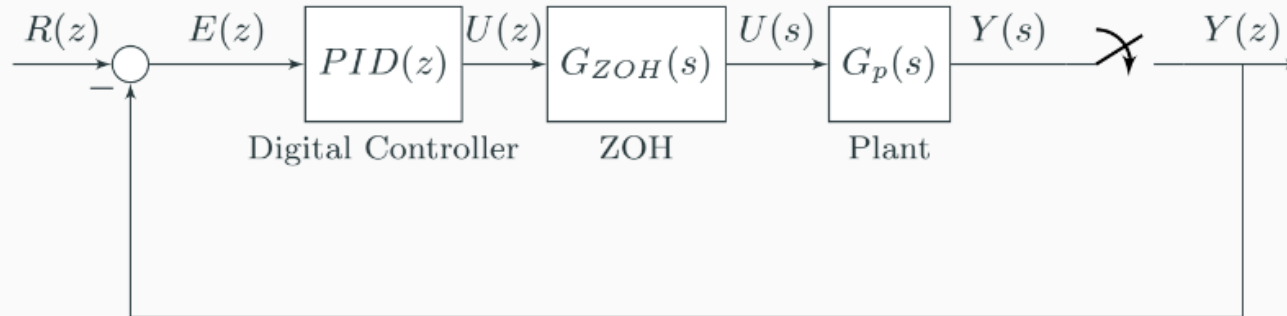 R(z) E(z) U(z) U(s) Y(s) Y(z)
PID(z) G_{ZOH}(s) G_p(s)
−
Digital Controller ZOH Plant